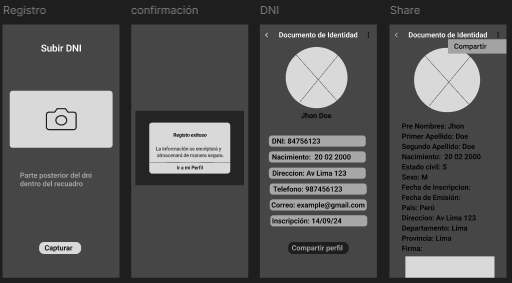 Registro
Subir DNI
Parte posterior del dni
dentro del recuadro
Capturar
confirmación
Registro exitoso
La información se encriptará y
almacenará de manera segura.
Ir a mi Perfil
DNI
Documento de Identidad
Jhon Doe
DNI: 84756123
Nacimiento: 20 02 2000
Direccion: Av Lima 123
Telefono: 987456123
Correo: example@gmail.com
Inscripción: 14/09/24
Compartir perfil
Share
Documento de Identidad
Compartir
Pre Nombres: Jhon
Primer Apellido: Doe
Segundo Apellido: Doe
Nacimiento: 20 02 2000
Estado civil: S
Sexo: M
Fecha de Inscripcion:
Fecha de Emisión:
Pais: Perú
Direccion: Av Lima 123
Departamento: Lima
Provincia: Lima
Firma: